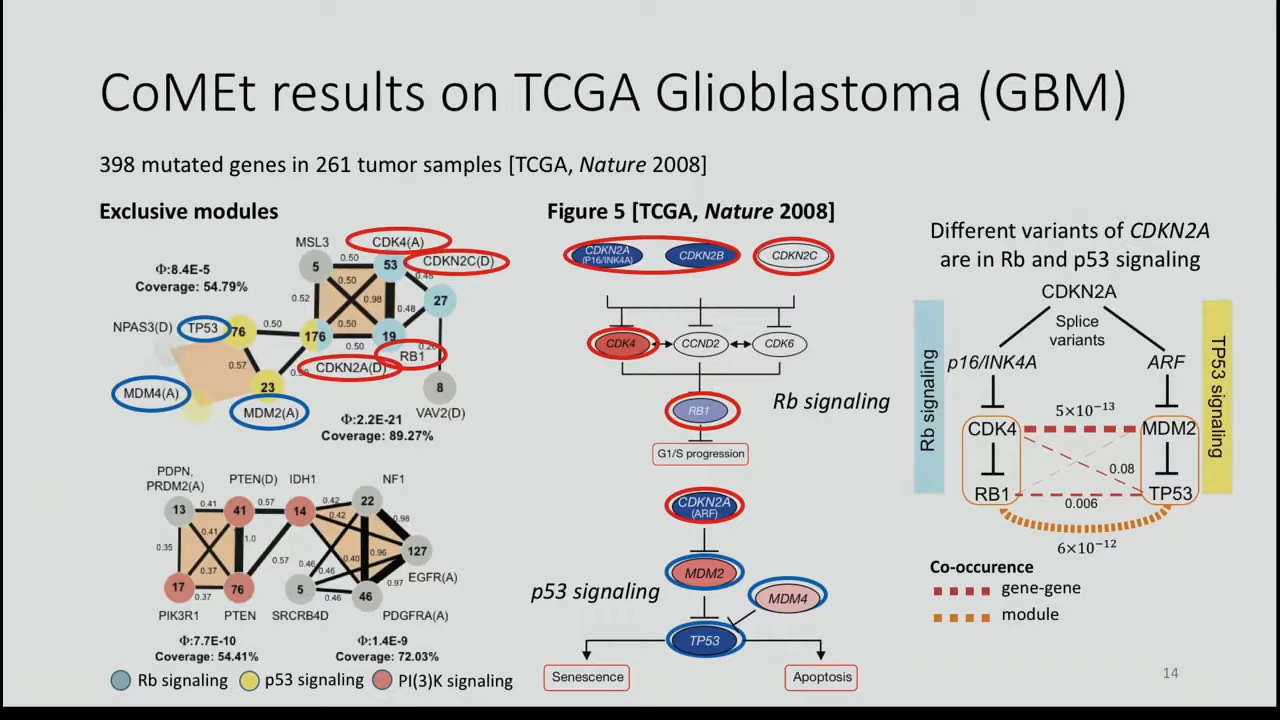 CoMEt results on TCGA Glioblastoma (GBM)
398 mutated genes in 261 tumor samples [TCGA, Nature 2008]
Exclusive modules
MSL3
CDK4(A)
CDKN2C(D)
0.50
5
53
0.48
Φ:8.4E-5
Coverage: 54.79%
0.50
0.52
0.98
0.48
27
NPAS3(D)
TP53
76
0.50
176
0.50
19
0.50
RB1
0.57
CDKN2A(D)
MDM4(A)
23
MDM2(A)
8
VAV2(D)
Φ:2.2E-21
Coverage: 89.27%
PDPN,
PRDM2(A)
PTEN(D)
IDH1
NF1
13
0.41
41
0.57
14
0.42
22
0.42
0.98
0.35
0.41
1.0
0.37
0.57
0.46
0.40
0.96
127
EGFR(A)
17
0.37
76
5
0.46
0.46
46
0.97
PIK3R1
PTEN
SRCRB4D
PDGFRA(A)
Φ:7.7E-10
Coverage: 54.41%
Φ:1.4E-9
Coverage: 72.03%
Rb signaling
p53 signaling
PI(3)K signaling
Figure 5 [TCGA, Nature 2008]
CDKN2A
(P16/INK4A)
CDKN2B
CDKN2C
CDK4
CCND2
CDK6
RB1
Rb signaling
G1/S progression
CDKN2A
(ARF)
MDM2
p53 signaling
MDM4
TP53
Senescence
Apoptosis
Different variants of CDKN2A
are in Rb and p53 signaling
CDKN2A
Splice
variants
p16/INK4A
ARF
Rb signaling
TP53 signaling
5×10⁻¹³
CDK4
MDM2
0.08
RB1
TP53
0.006
6×10⁻¹²
Co-occurence
gene-gene
module
14